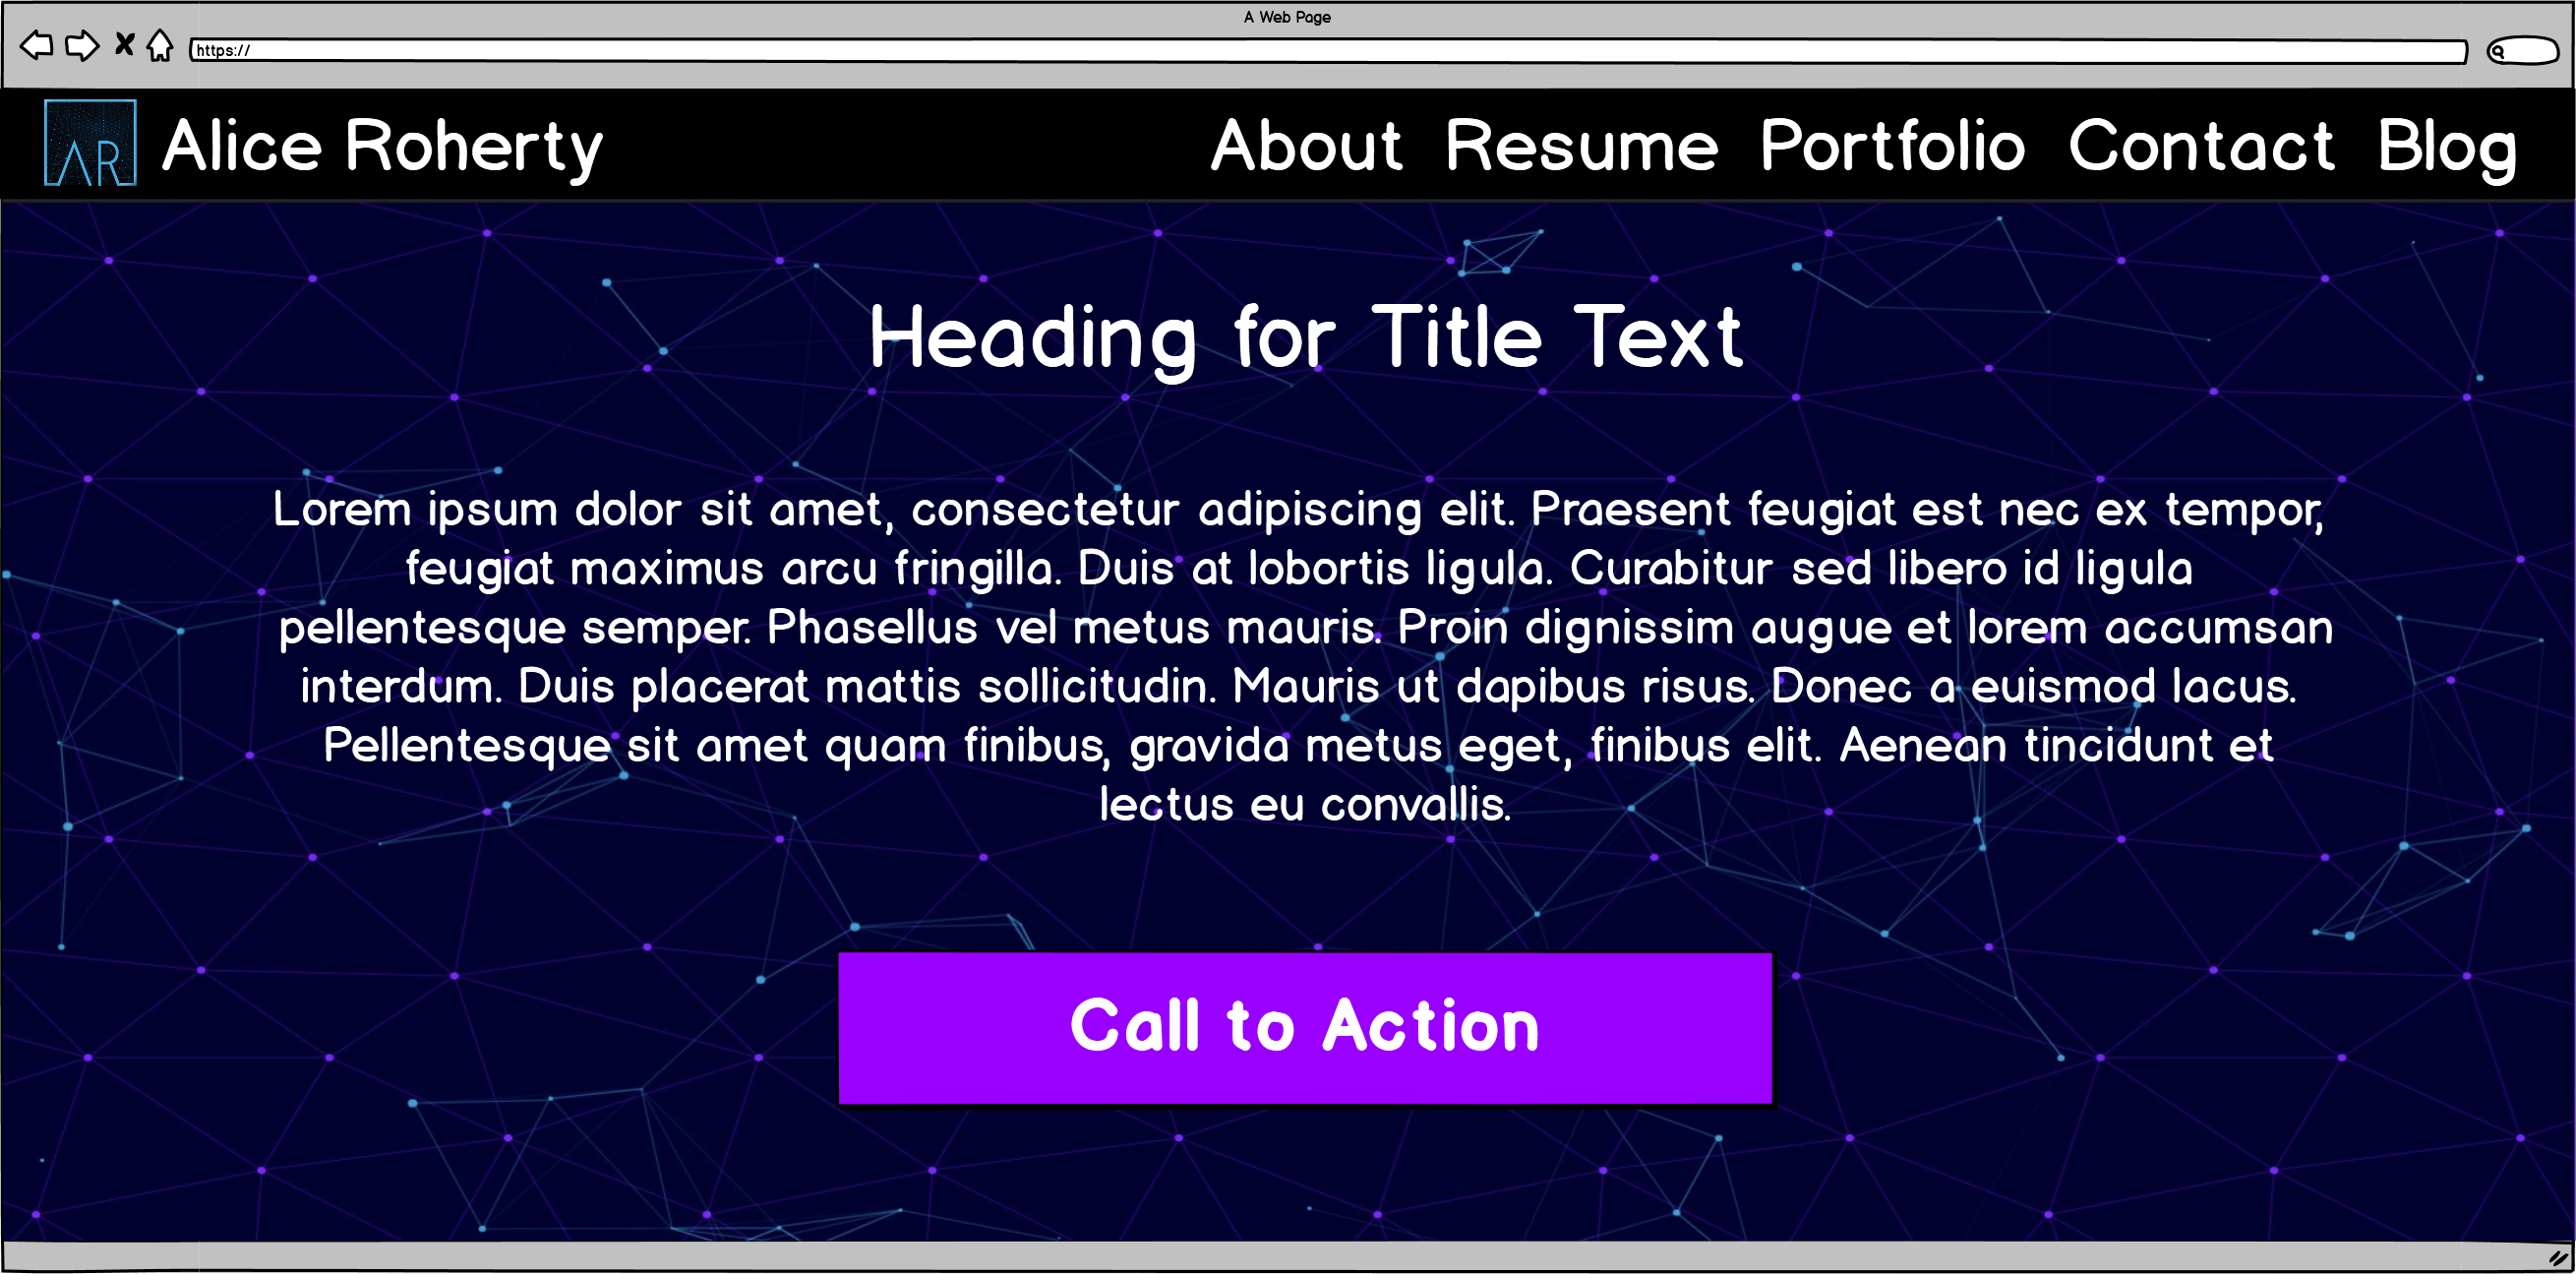 A Web Page
https://
AR Alice Roherty About Resume Portfolio Contact Blog
Heading for Title Text
Lorem ipsum dolor sit amet, consectetur adipiscing elit. Praesent feugiat est nec ex tempor,
feugiat maximus arcu fringilla. Duis at lobortis ligula. Curabitur sed libero id ligula
pellentesque semper. Phasellus vel metus mauris. Proin dignissim augue et lorem accumsan
interdum. Duis placerat mattis sollicitudin. Mauris ut dapibus risus. Donec a euismod lacus.
Pellentesque sit amet quam finibus, gravida metus eget, finibus elit. Aenean tincidunt et
lectus eu convallis.
Call to Action